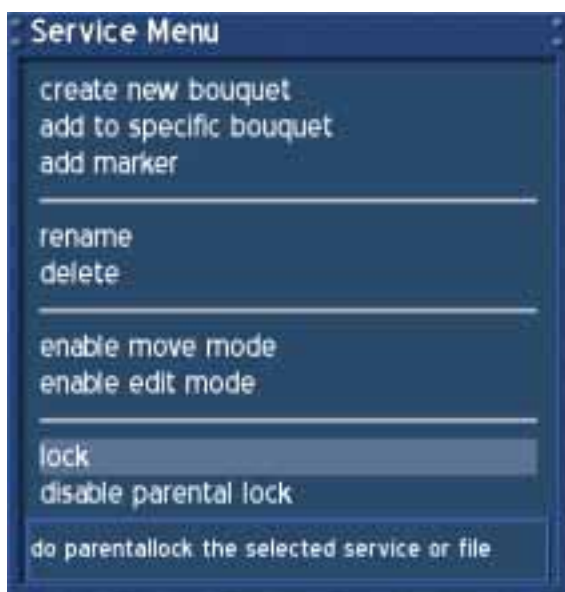 Service Menu
create new bouquet
add to specific bouquet
add marker
rename
delete
enable move mode
enable edit mode
lock
disable parental lock
do parentallock the selected service or file